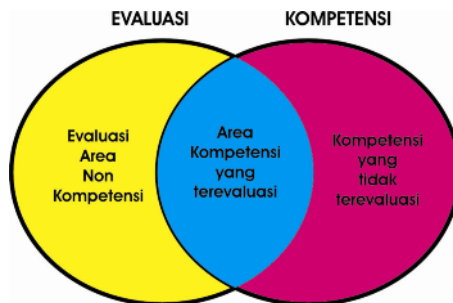 EVALUASI
KOMPETENSI
Evaluasi
Area
Non
Kompetensi
Area
Kompetensi
yang
terevaluasi
Kompetensi
yang
tidak
terevaluasi